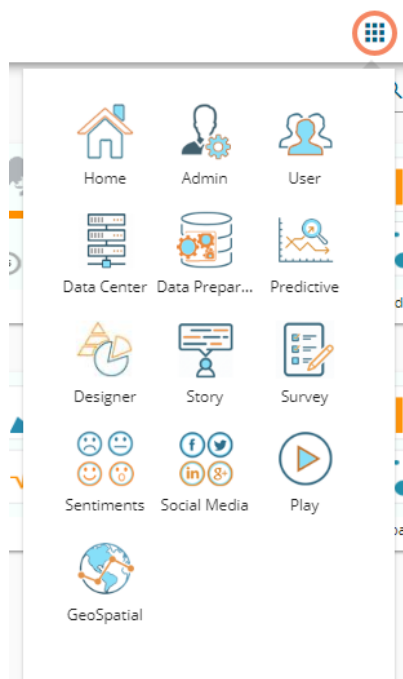 Home Admin User
Data Center Data Prepar... Predictive
Designer Story Survey
Sentiments Social Media Play
GeoSpatial